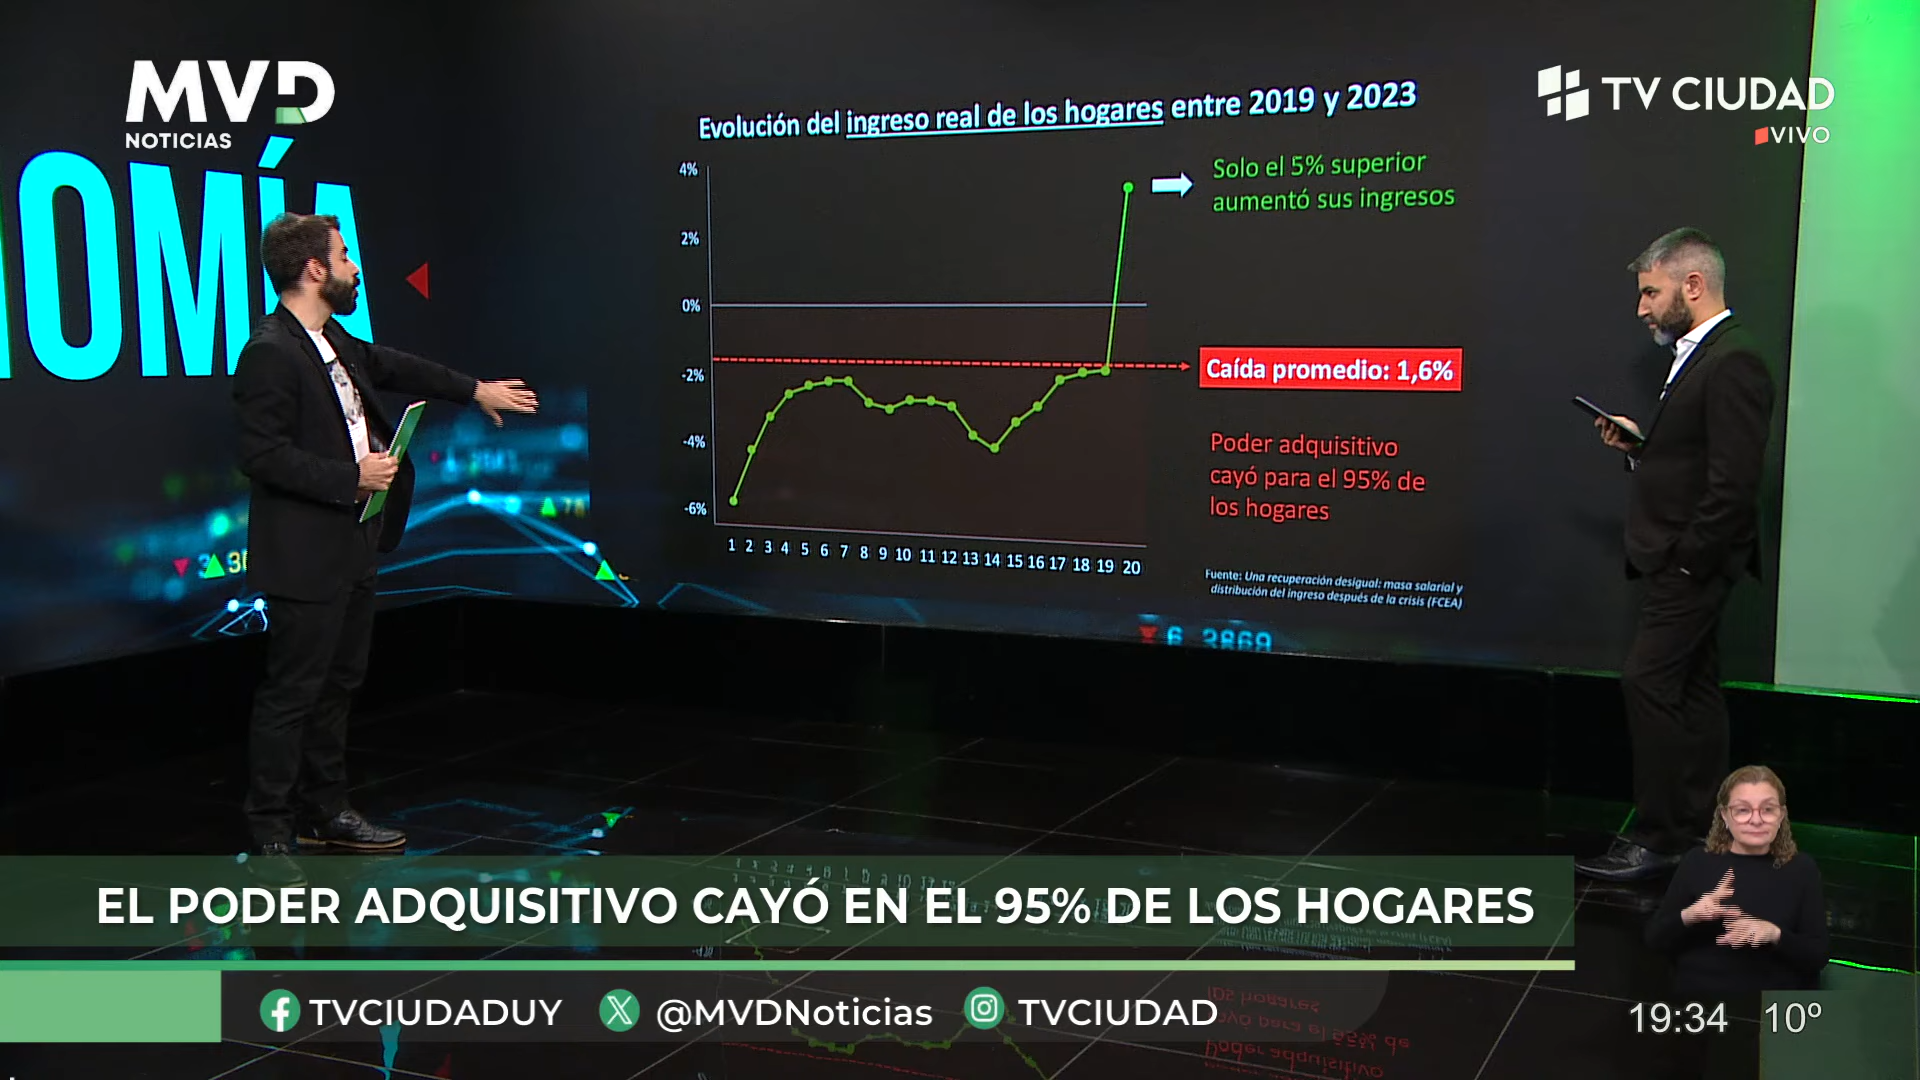 MVD
NOTICIAS
TV CIUDAD
VIVO
NOMÍA
Evolución del ingreso real de los hogares entre 2019 y 2023
4%
2%
0%
-2%
-4%
-6%
1 2 3 4 5 6 7 8 9 10 11 12 13 14 15 16 17 18 19 20
Solo el 5% superior
aumentó sus ingresos
Caída promedio: 1,6%
Poder adquisitivo
cayó para el 95% de
los hogares
Fuente: Una recuperación desigual: masa salarial y
distribución del ingreso después de la crisis (FCEA)
6 3869
EL PODER ADQUISITIVO CAYÓ EN EL 95% DE LOS HOGARES
TVCIUDADUY
@MVDNoticias
TVCIUDAD
19:34 10º